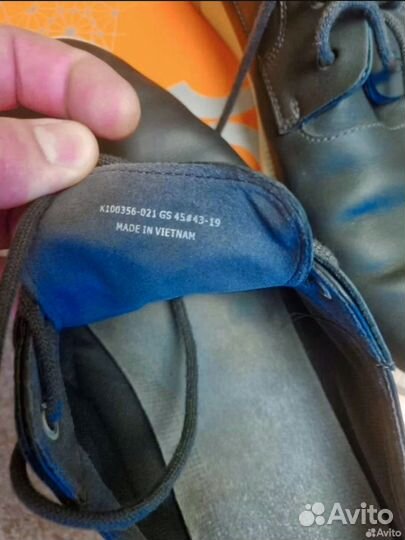 K100356-021 GS 45#43-19
MADE IN VIETNAM
Avito